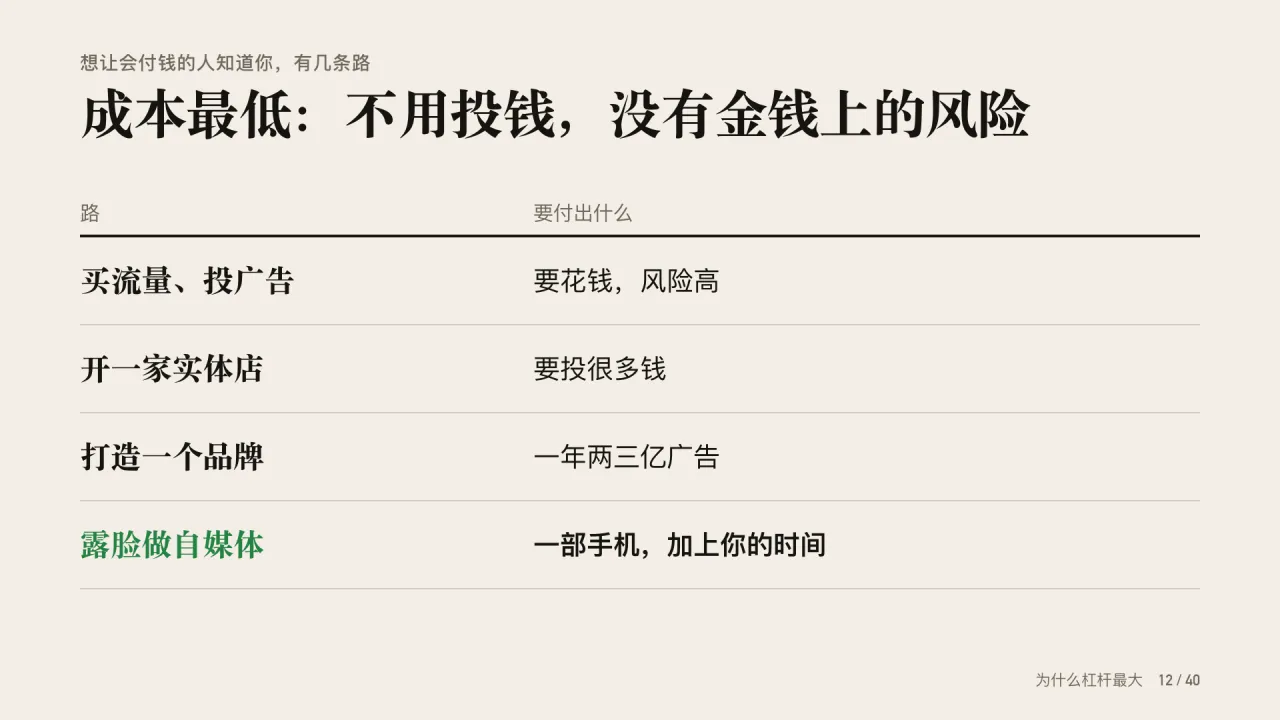 想让会付钱的人知道你，有几条路
成本最低：不用投钱，没有金钱上的风险
路 要付出什么
买流量、投广告 要花钱，风险高
开一家实体店 要投很多钱
打造一个品牌 一年两三亿广告
露脸做自媒体 一部手机，加上你的时间
为什么杠杆最大 12 / 40